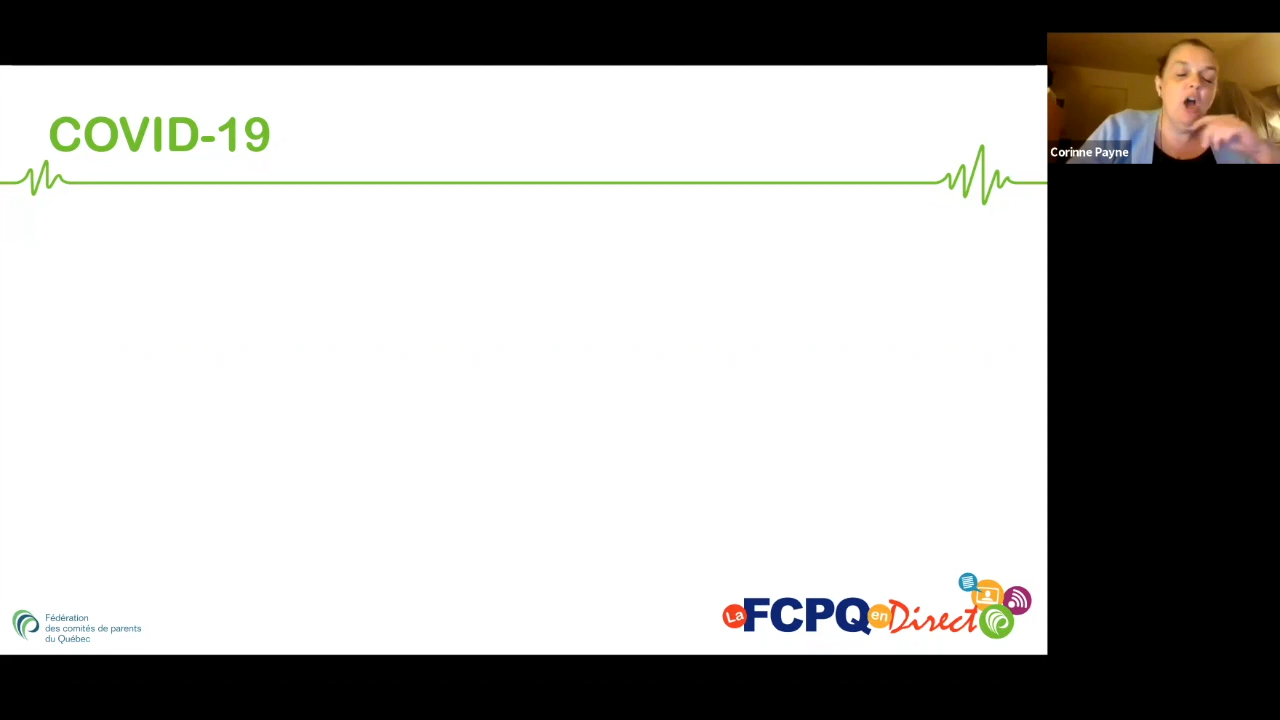 COVID-19
Corinne Payne
Fédération
des comités de parents
du Québec
La FCPQ en Direct